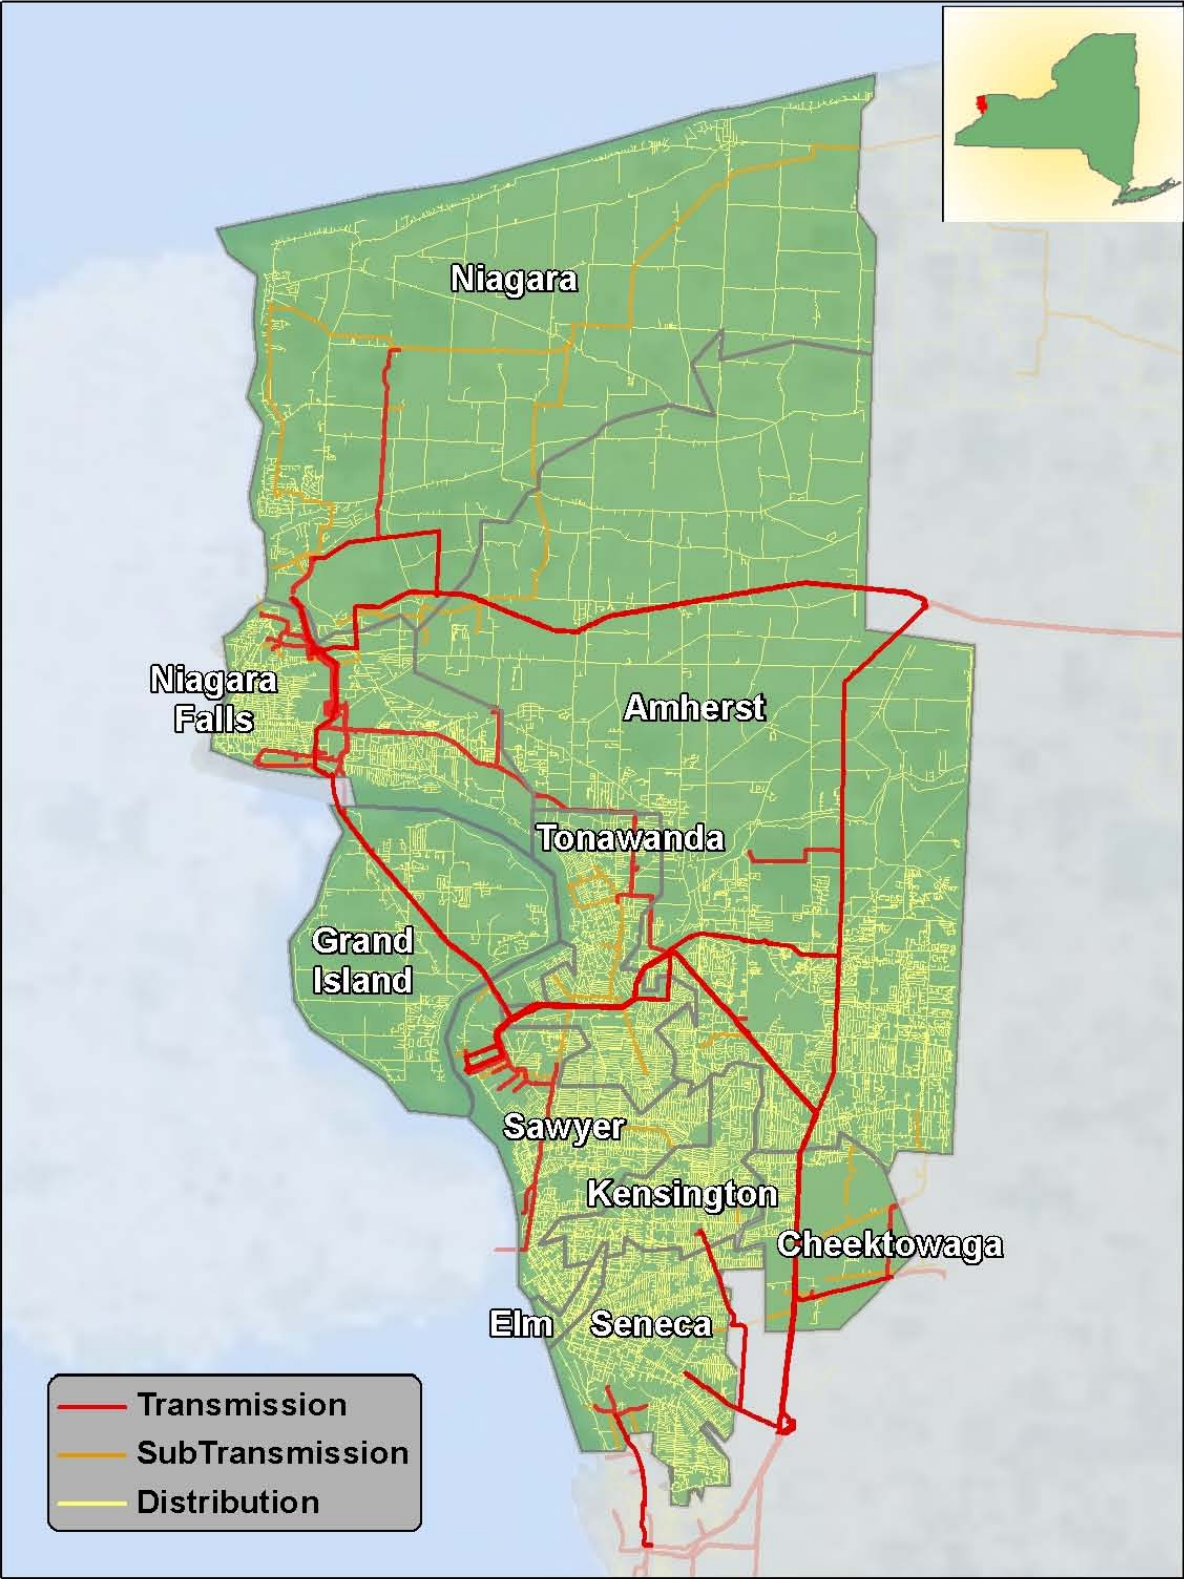 Niagara
Niagara
Falls
Amherst
Tonawanda
Grand
Island
Sawyer
Kensington
Cheektowaga
Elm
Seneca
Transmission
SubTransmission
Distribution